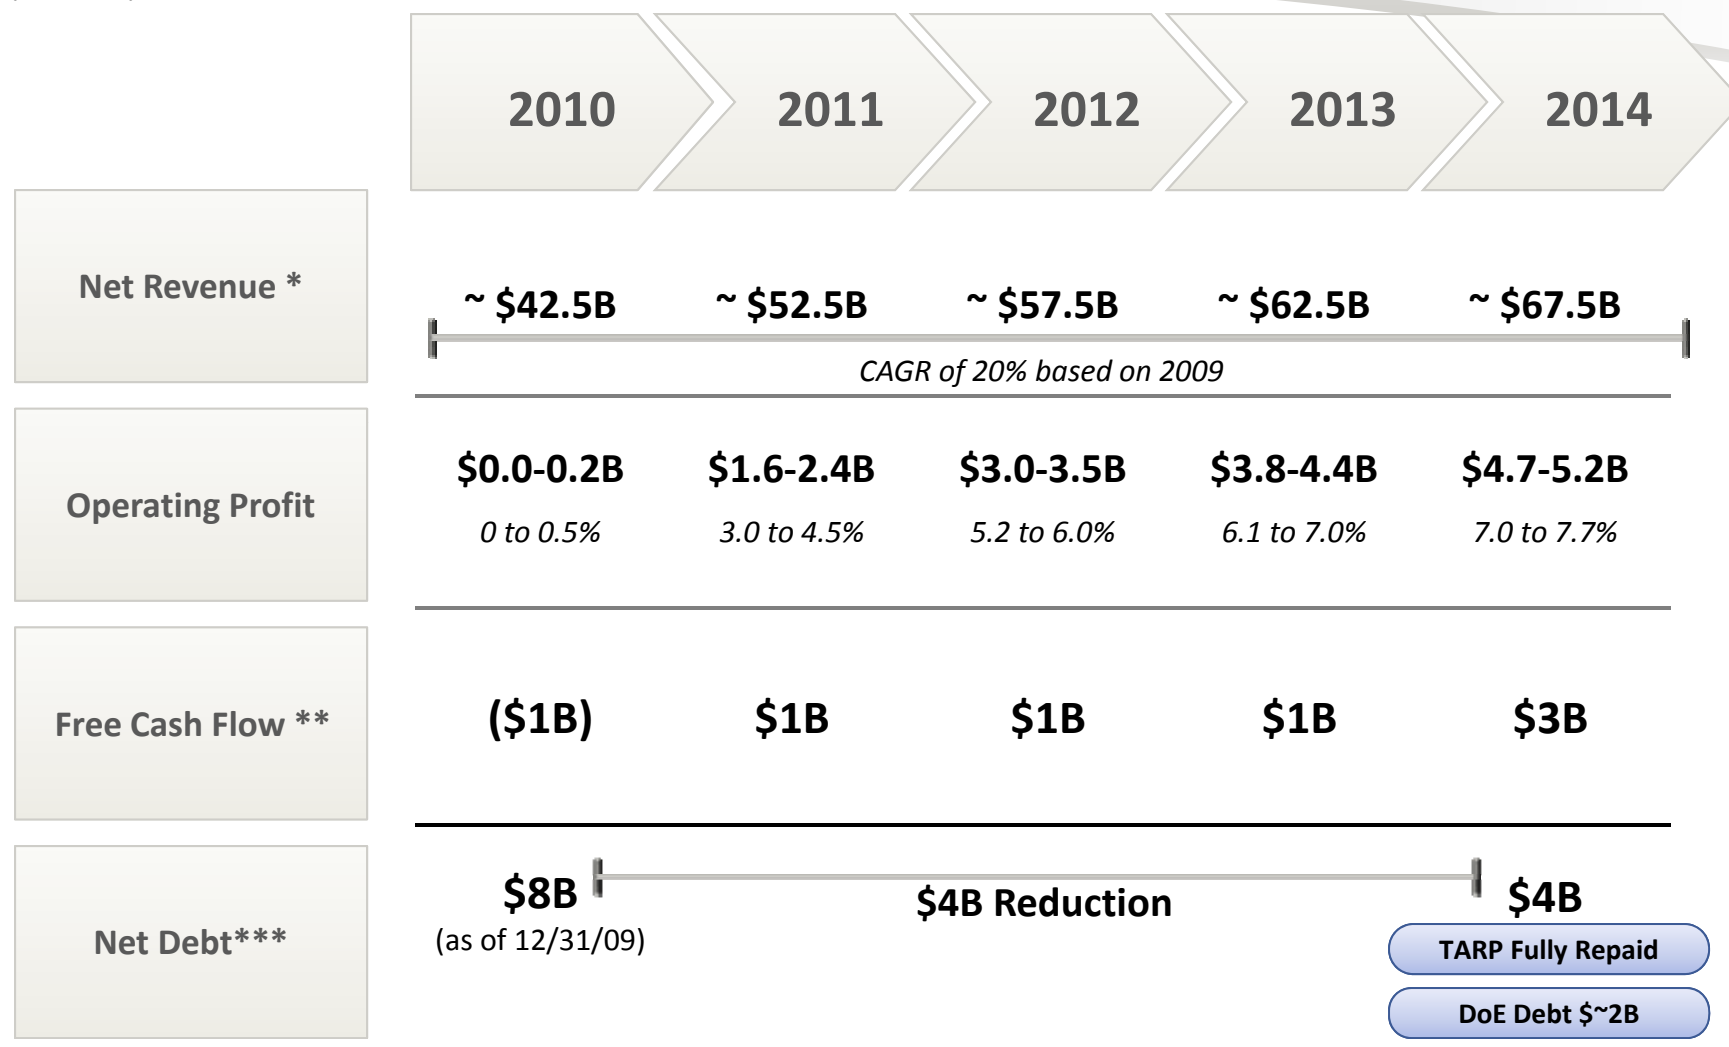 2010 2011 2012 2013 2014
Net Revenue *
~ $42.5B ~ $52.5B ~ $57.5B ~ $62.5B ~ $67.5B
CAGR of 20% based on 2009
Operating Profit
$0.0-0.2B $1.6-2.4B $3.0-3.5B $3.8-4.4B $4.7-5.2B
0 to 0.5% 3.0 to 4.5% 5.2 to 6.0% 6.1 to 7.0% 7.0 to 7.7%
Free Cash Flow **
($1B) $1B $1B $1B $3B
Net Debt***
$8B $4B Reduction $4B
(as of 12/31/09)
TARP Fully Repaid
DoE Debt $~2B